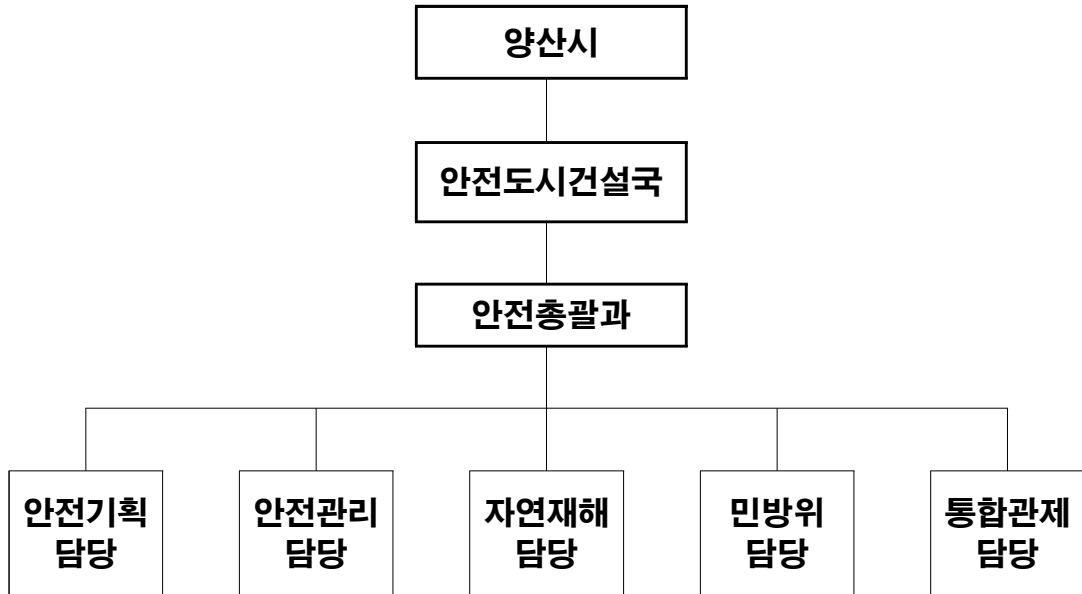 양산시
안전도시건설국
안전총괄과
안전기획
담당
안전관리
담당
자연재해
담당
민방위
담당
통합관제
담당